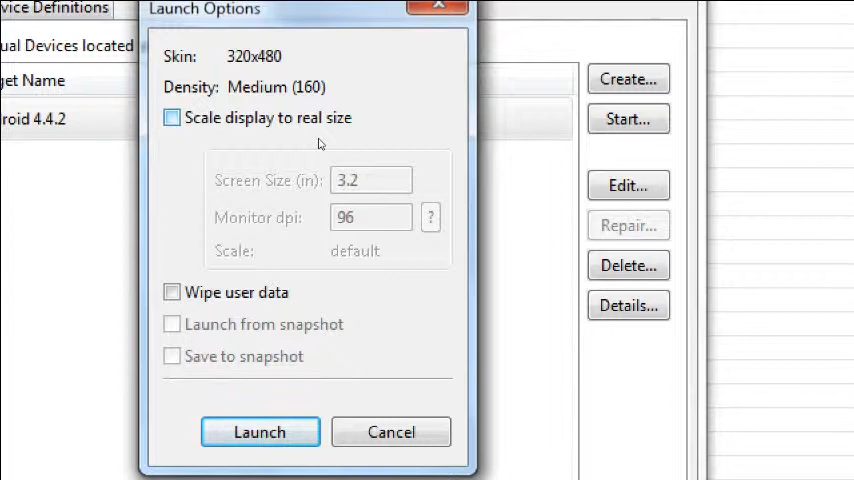 vice Definitions
Launch Options
ual Devices located
get Name
roid 4.4.2
Skin: 320x480
Density: Medium (160)
Scale display to real size
Screen Size (in): 3.2
Monitor dpi: 96 ?
Scale: default
Wipe user data
Launch from snapshot
Save to snapshot
Launch Cancel
Create...
Start...
Edit...
Repair...
Delete...
Details...